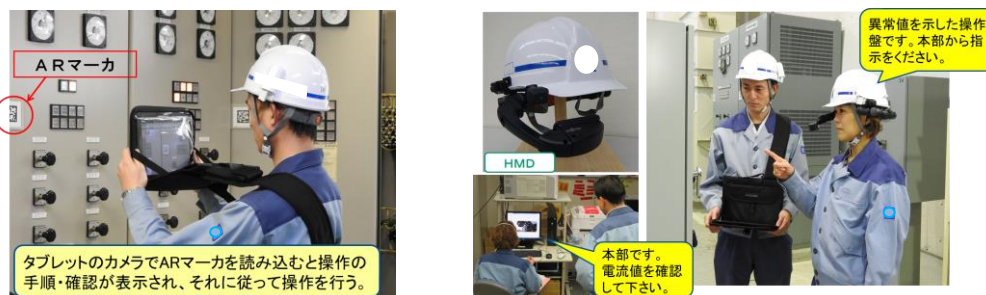 ARマーカ
タブレットのカメラでARマーカを読み込むと操作の
手順・確認が表示され、それに従って操作を行う。
HMD
異常値を示した操作
盤です。本部から指
示をください。
本部です。
電流値を確認
して下さい。